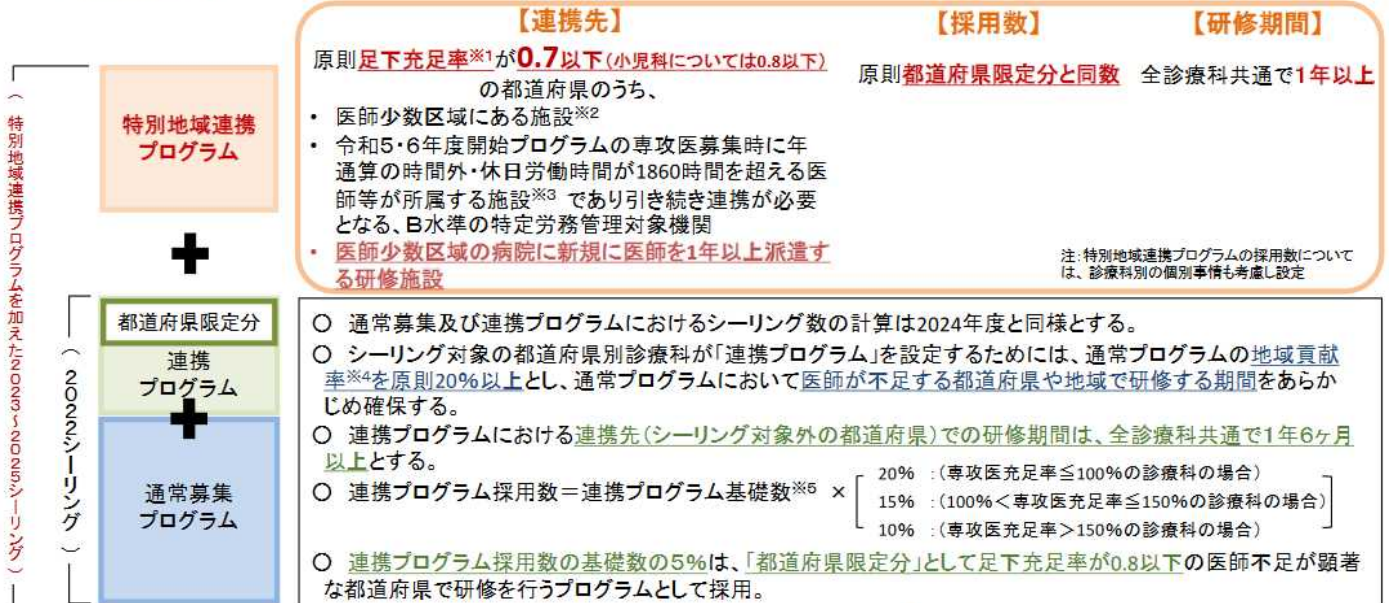 【連携先】
【採用数】
【研修期間】
原則足下充足率※1が0.7以下(小児科については0.8以下)
の都道府県のうち、
・ 医師少数区域にある施設※2
・ 令和5・6年度開始プログラムの専攻医募集時に年
通算の時間外・休日労働時間が1860時間を超える医
師等が所属する施設※3 であり引き続き連携が必要
となる、B水準の特定労務管理対象機関
・ 医師少数区域の病院に新規に医師を1年以上派遣す
る研修施設
原則都道府県限定分と同数
全診療科共通で1年以上
注:特別地域連携プログラムの採用数について
は、診療科別の個別事情も考慮し設定
(特別地域連携プログラムを加えた2023~2025シーリング)
特別地域連携
プログラム
(2022シーリング)
都道府県限定分
連携
プログラム
通常募集
プログラム
○ 通常募集及び連携プログラムにおけるシーリング数の計算は2024年度と同様とする。
○ シーリング対象の都道府県別診療科が「連携プログラム」を設定するためには、通常プログラムの地域貢献
率※4を原則20%以上とし、通常プログラムにおいて医師が不足する都道府県や地域で研修する期間をあらか
じめ確保する。
○ 連携プログラムにおける連携先(シーリング対象外の都道府県)での研修期間は、全診療科共通で1年6ヶ月
以上とする。
○ 連携プログラム採用数=連携プログラム基礎数※5 ×
20% :(専攻医充足率≦100%の診療科の場合)
15% :(100%<専攻医充足率≦150%の診療科の場合)
10% :(専攻医充足率>150%の診療科の場合)
○ 連携プログラム採用数の基礎数の5%は、「都道府県限定分」として足下充足率が0.8以下の医師不足が顕著
な都道府県で研修を行うプログラムとして採用。